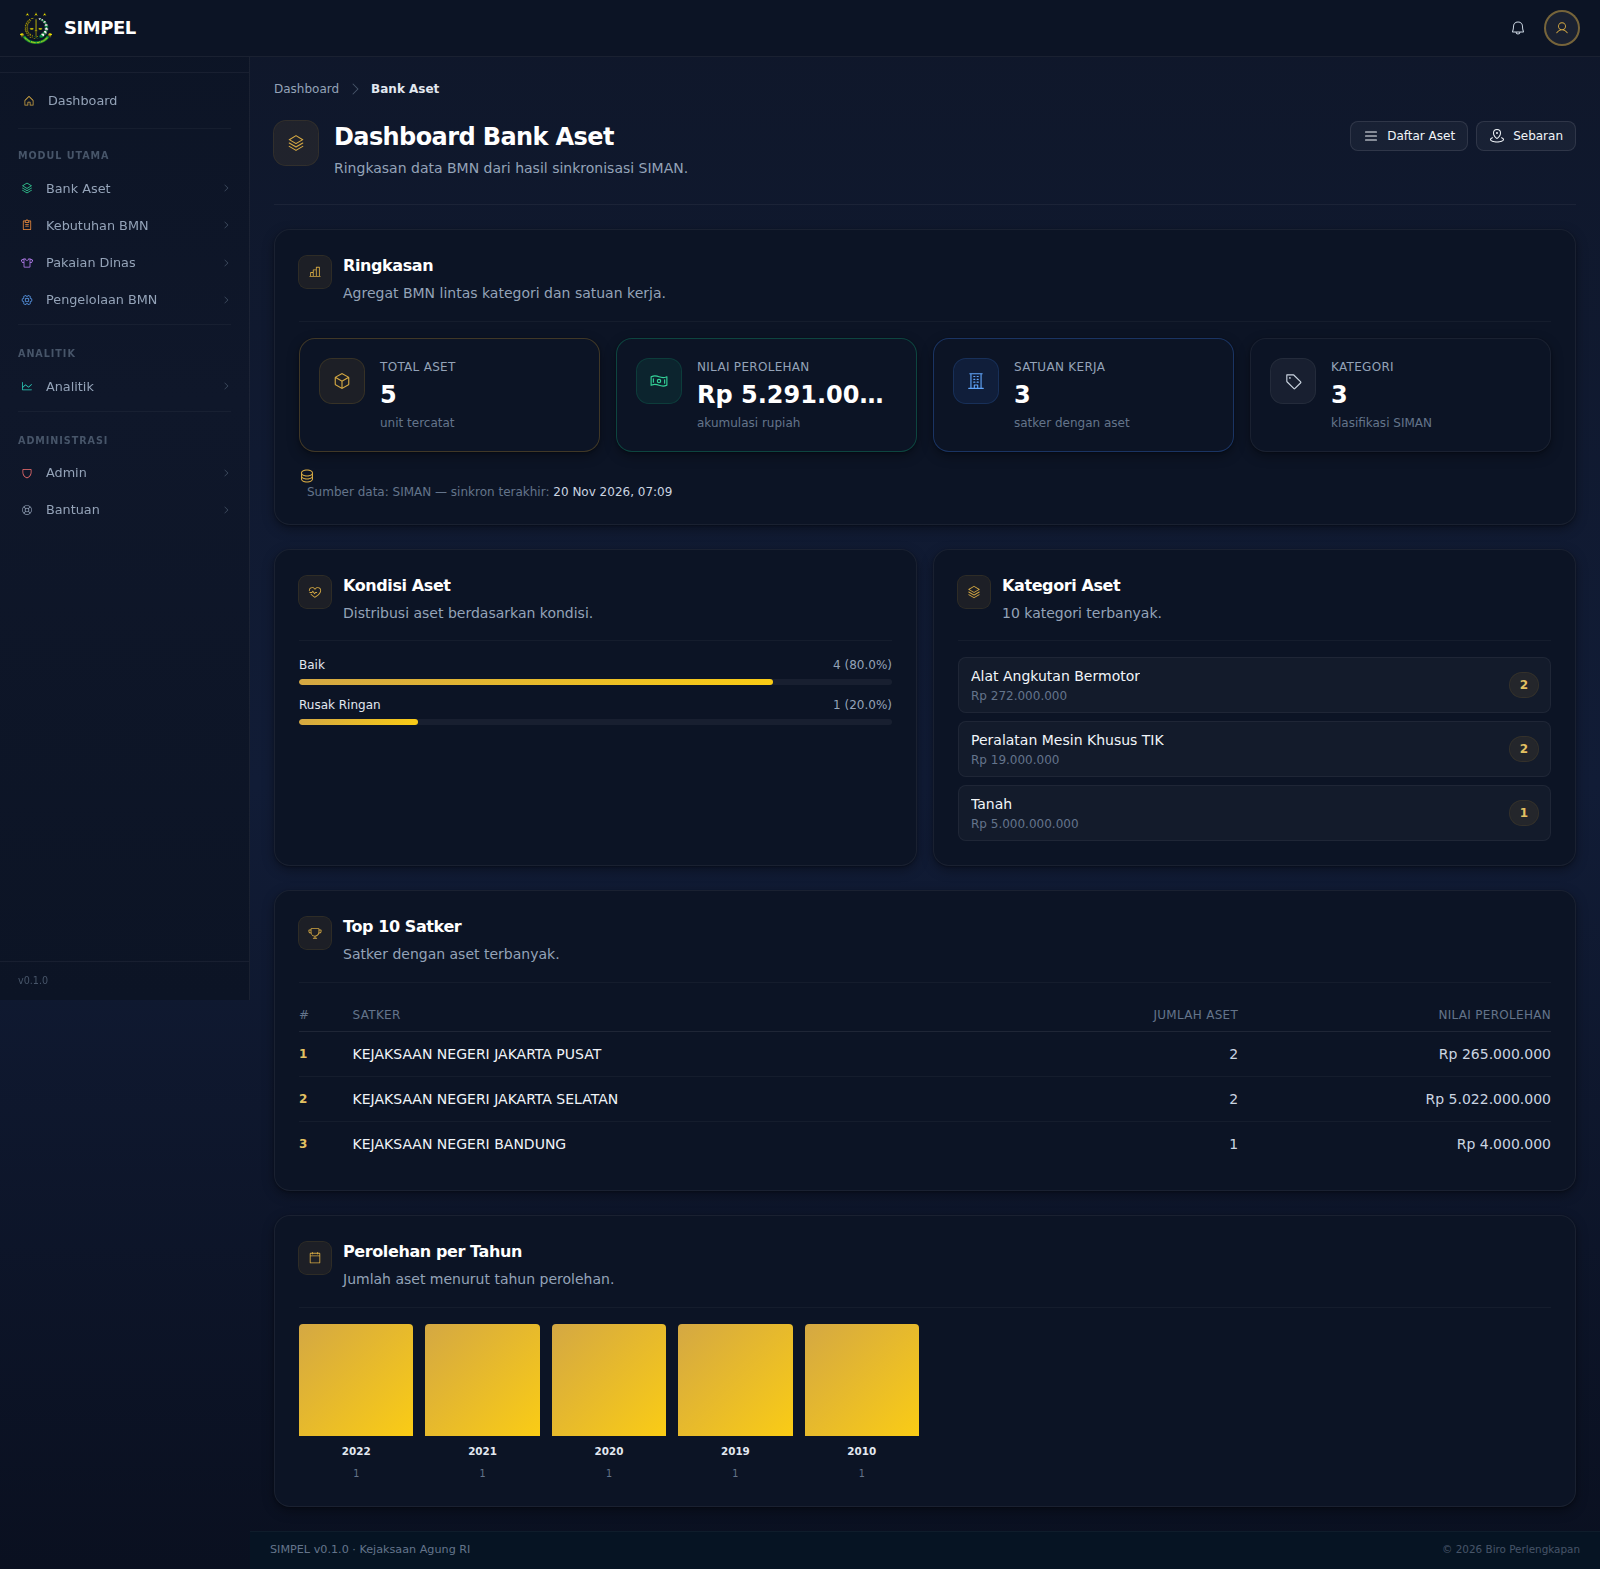 SIMPEL
Dashboard
MODUL UTAMA
Bank Aset
Kebutuhan BMN
Pakaian Dinas
Pengelolaan BMN
ANALITIK
Analitik
ADMINISTRASI
Admin
Bantuan
v0.1.0
Dashboard Bank Aset
Dashboard Bank Aset
Ringkasan data BMN dari hasil sinkronisasi SIMAN.
Daftar Aset
Sebaran
Ringkasan
Agregat BMN lintas kategori dan satuan kerja.
TOTAL ASET
5
unit tercatat
NILAI PEROLEHAN
Rp 5.291.00...
akumulasi rupiah
SATUAN KERJA
3
satker dengan aset
KATEGORI
3
klasifikasi SIMAN
Sumber data: SIMAN — sinkron terakhir: 20 Nov 2026, 07:09
Kondisi Aset
Distribusi aset berdasarkan kondisi.
Baik 4 (80.0%)
Rusak Ringan 1 (20.0%)
Kategori Aset
10 kategori terbanyak.
Alat Angkutan Bermotor
Rp 272.000.000
2
Peralatan Mesin Khusus TIK
Rp 19.000.000
2
Tanah
Rp 5.000.000.000
1
Top 10 Satker
Satker dengan aset terbanyak.
# SATKER JUMLAH ASET NILAI PEROLEHAN
1 KEJAKSAAN NEGERI JAKARTA PUSAT 2 Rp 265.000.000
2 KEJAKSAAN NEGERI JAKARTA SELATAN 2 Rp 5.022.000.000
3 KEJAKSAAN NEGERI BANDUNG 1 Rp 4.000.000
Perolehan per Tahun
Jumlah aset menurut tahun perolehan.
2022 2021 2020 2019 2010
1 1 1 1 1
SIMPEL v0.1.0 · Kejaksaan Agung RI
© 2026 Biro Perlengkapan